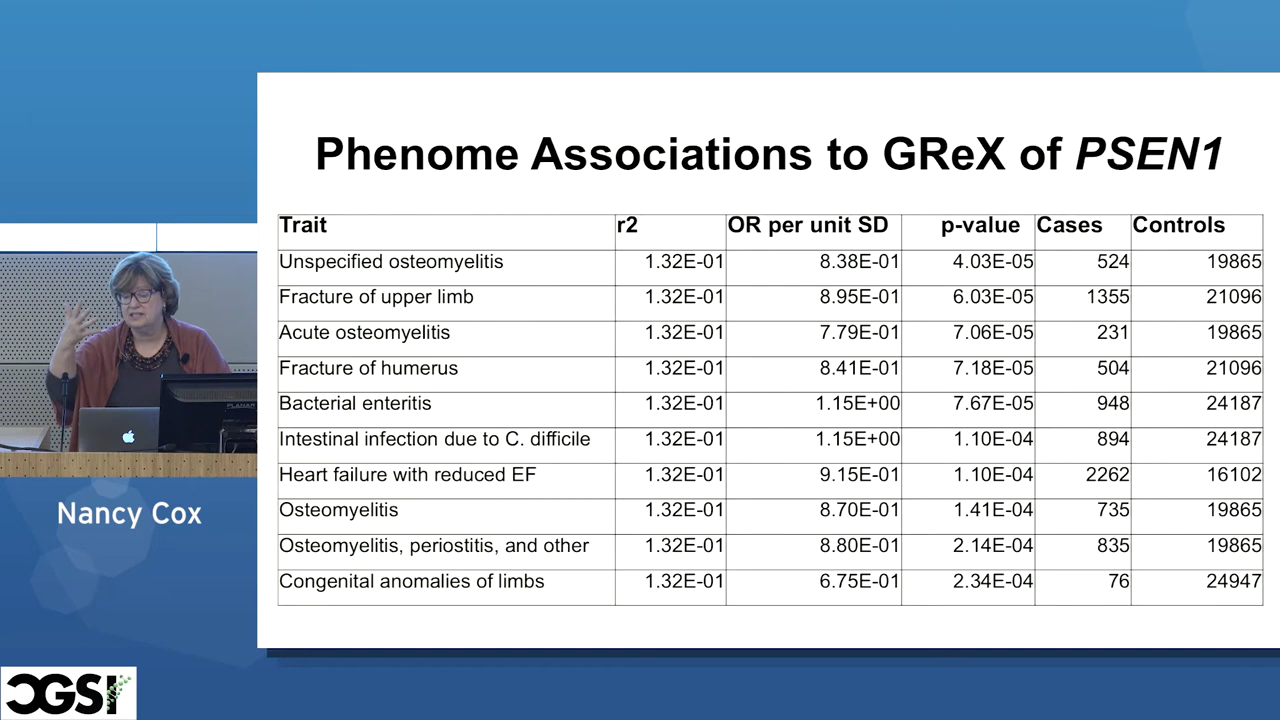 Phenome Associations to GReX of PSEN1
Trait r2 OR per unit SD p-value Cases Controls
Unspecified osteomyelitis 1.32E-01 8.38E-01 4.03E-05 524 19865
Fracture of upper limb 1.32E-01 8.95E-01 6.03E-05 1355 21096
Acute osteomyelitis 1.32E-01 7.79E-01 7.06E-05 231 19865
Fracture of humerus 1.32E-01 8.41E-01 7.18E-05 504 21096
Bacterial enteritis 1.32E-01 1.15E+00 7.67E-05 948 24187
Intestinal infection due to C. difficile 1.32E-01 1.15E+00 1.10E-04 894 24187
Heart failure with reduced EF 1.32E-01 9.15E-01 1.10E-04 2262 16102
Osteomyelitis 1.32E-01 8.70E-01 1.41E-04 735 19865
Osteomyelitis, periostitis, and other 1.32E-01 8.80E-01 2.14E-04 835 19865
Congenital anomalies of limbs 1.32E-01 6.75E-01 2.34E-04 76 24947
PLANAR
Nancy Cox
CGSI